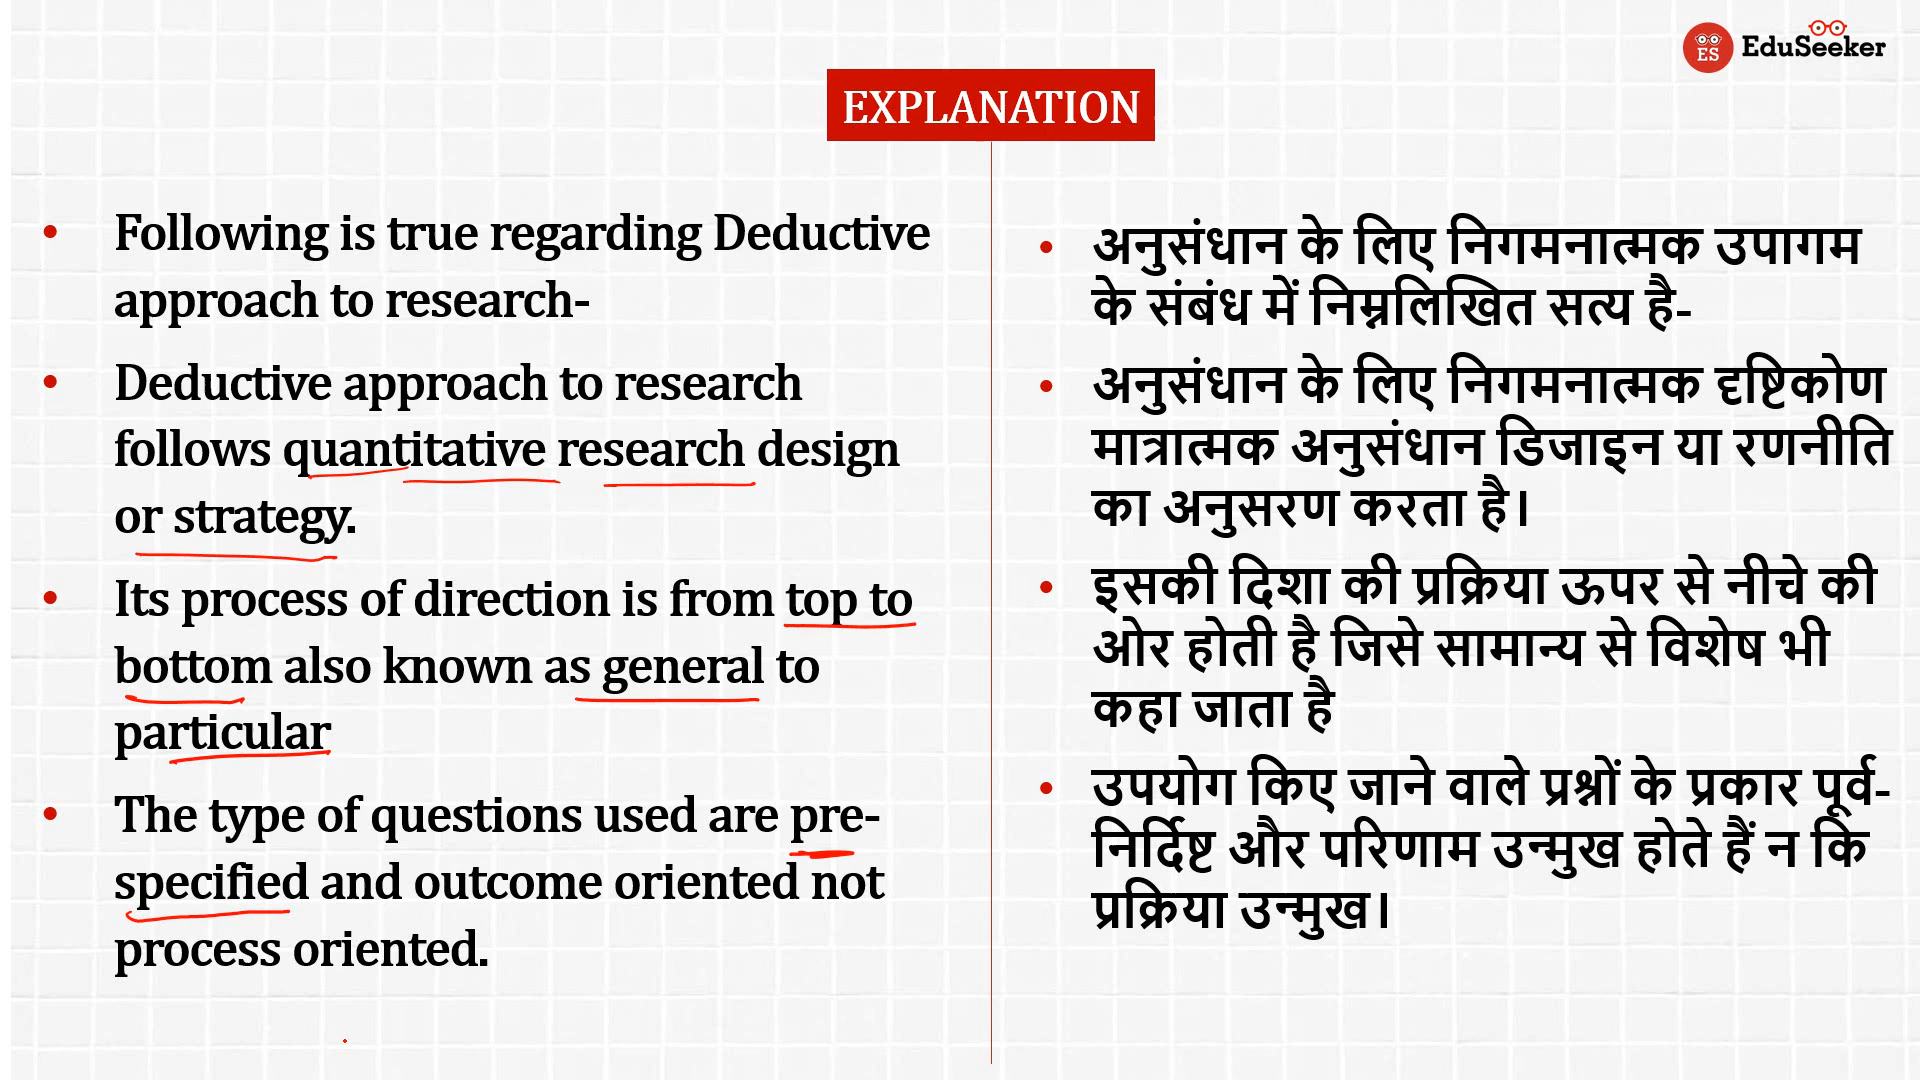 ES EduSeeker
EXPLANATION
• Following is true regarding Deductive
approach to research-
• Deductive approach to research
follows quantitative research design
or strategy.
• Its process of direction is from top to
bottom also known as general to
particular
• The type of questions used are pre-
specified and outcome oriented not
process oriented.
• अनुसंधान के लिए निगमनात्मक उपागम
के संबंध में निम्नलिखित सत्य है-
• अनुसंधान के लिए निगमनात्मक दृष्टिकोण
मात्रात्मक अनुसंधान डिजाइन या रणनीति
का अनुसरण करता है।
• इसकी दिशा की प्रक्रिया ऊपर से नीचे की
ओर होती है जिसे सामान्य से विशेष भी
कहा जाता है
• उपयोग किए जाने वाले प्रश्नों के प्रकार पूर्व-
निर्दिष्ट और परिणाम उन्मुख होते हैं न कि
प्रक्रिया उन्मुख।